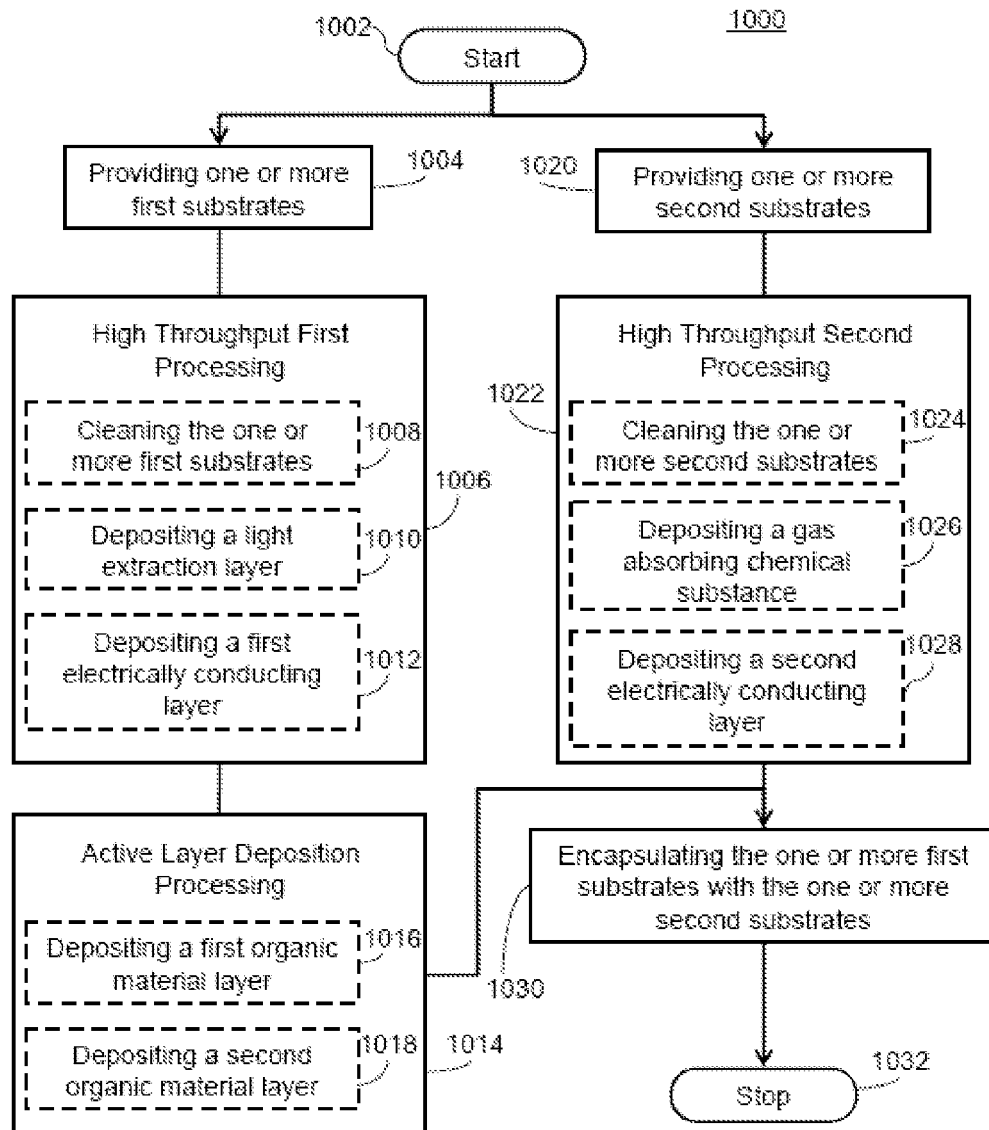 1000
1002
Start
Providing one or more
first substrates
1004
1020
Providing one or more
second substrates
High Throughput First
Processing
Cleaning the one or
more first substrates
1008
1006
Depositing a light
extraction layer
1010
Depositing a first
electrically conducting
layer
1012
High Throughput Second
Processing
1022
Cleaning the one or
more second substrates
1024
Depositing a gas
absorbing chemical
substance
1026
Depositing a second
electrically conducting
layer
1028
Active Layer Deposition
Processing
Depositing a first organic
material layer
1016
Depositing a second
organic material layer
1018
1014
Encapsulating the one or more first
substrates with the one or more
second substrates
1030
Stop
1032